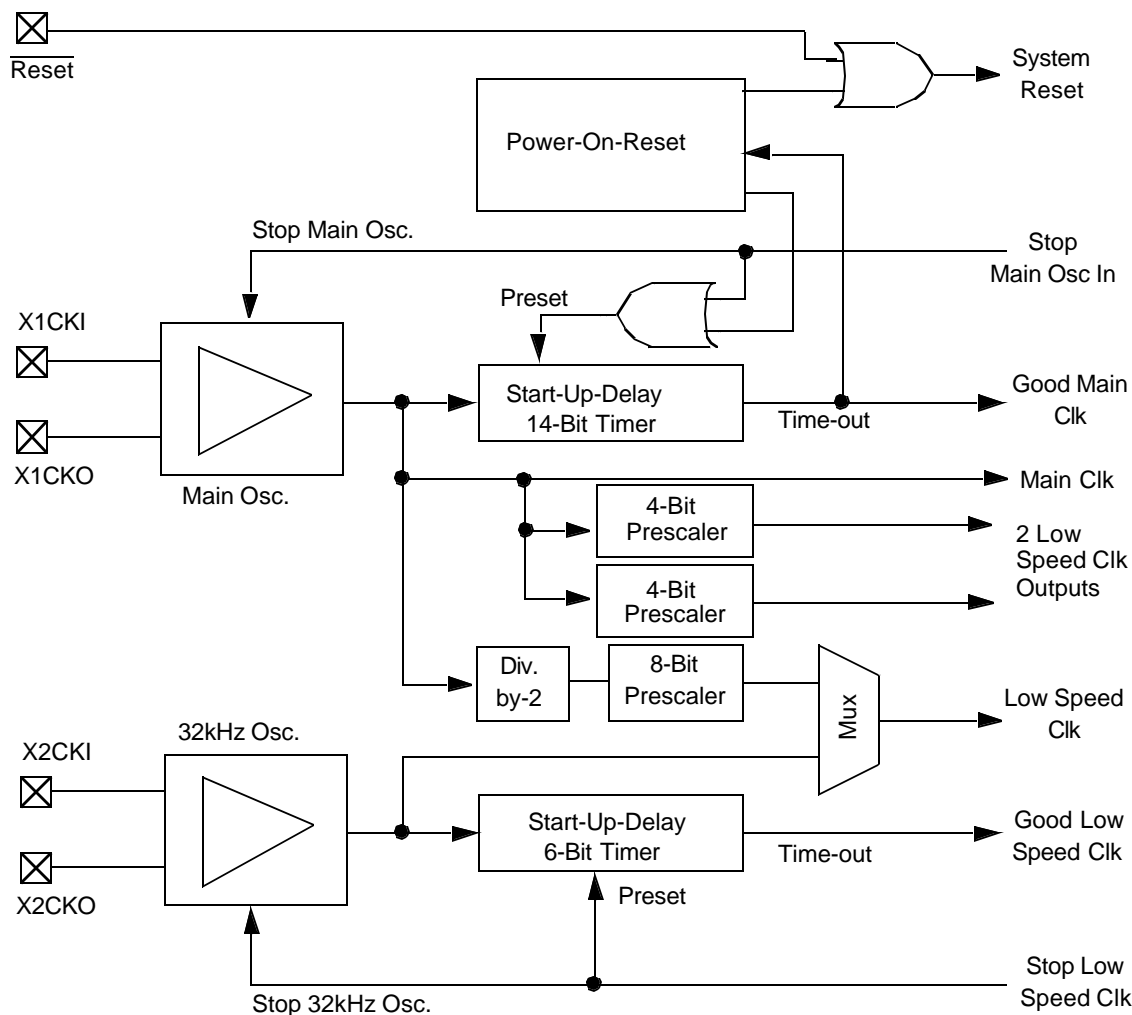 Reset
System
Reset
Power-On-Reset
Stop Main Osc.
Stop
Main Osc In
Preset
X1CKI
Start-Up-Delay
14-Bit Timer
Good Main
Clk
Time-out
X1CKO
Main Osc.
Main Clk
4-Bit
Prescaler
2 Low
Speed Clk
Outputs
4-Bit
Prescaler
Div.
by-2
8-Bit
Prescaler
Mux
Low Speed
Clk
32kHz Osc.
X2CKI
Start-Up-Delay
6-Bit Timer
Good Low
Speed Clk
Time-out
X2CKO
Preset
Stop Low
Speed Clk
Stop 32kHz Osc.